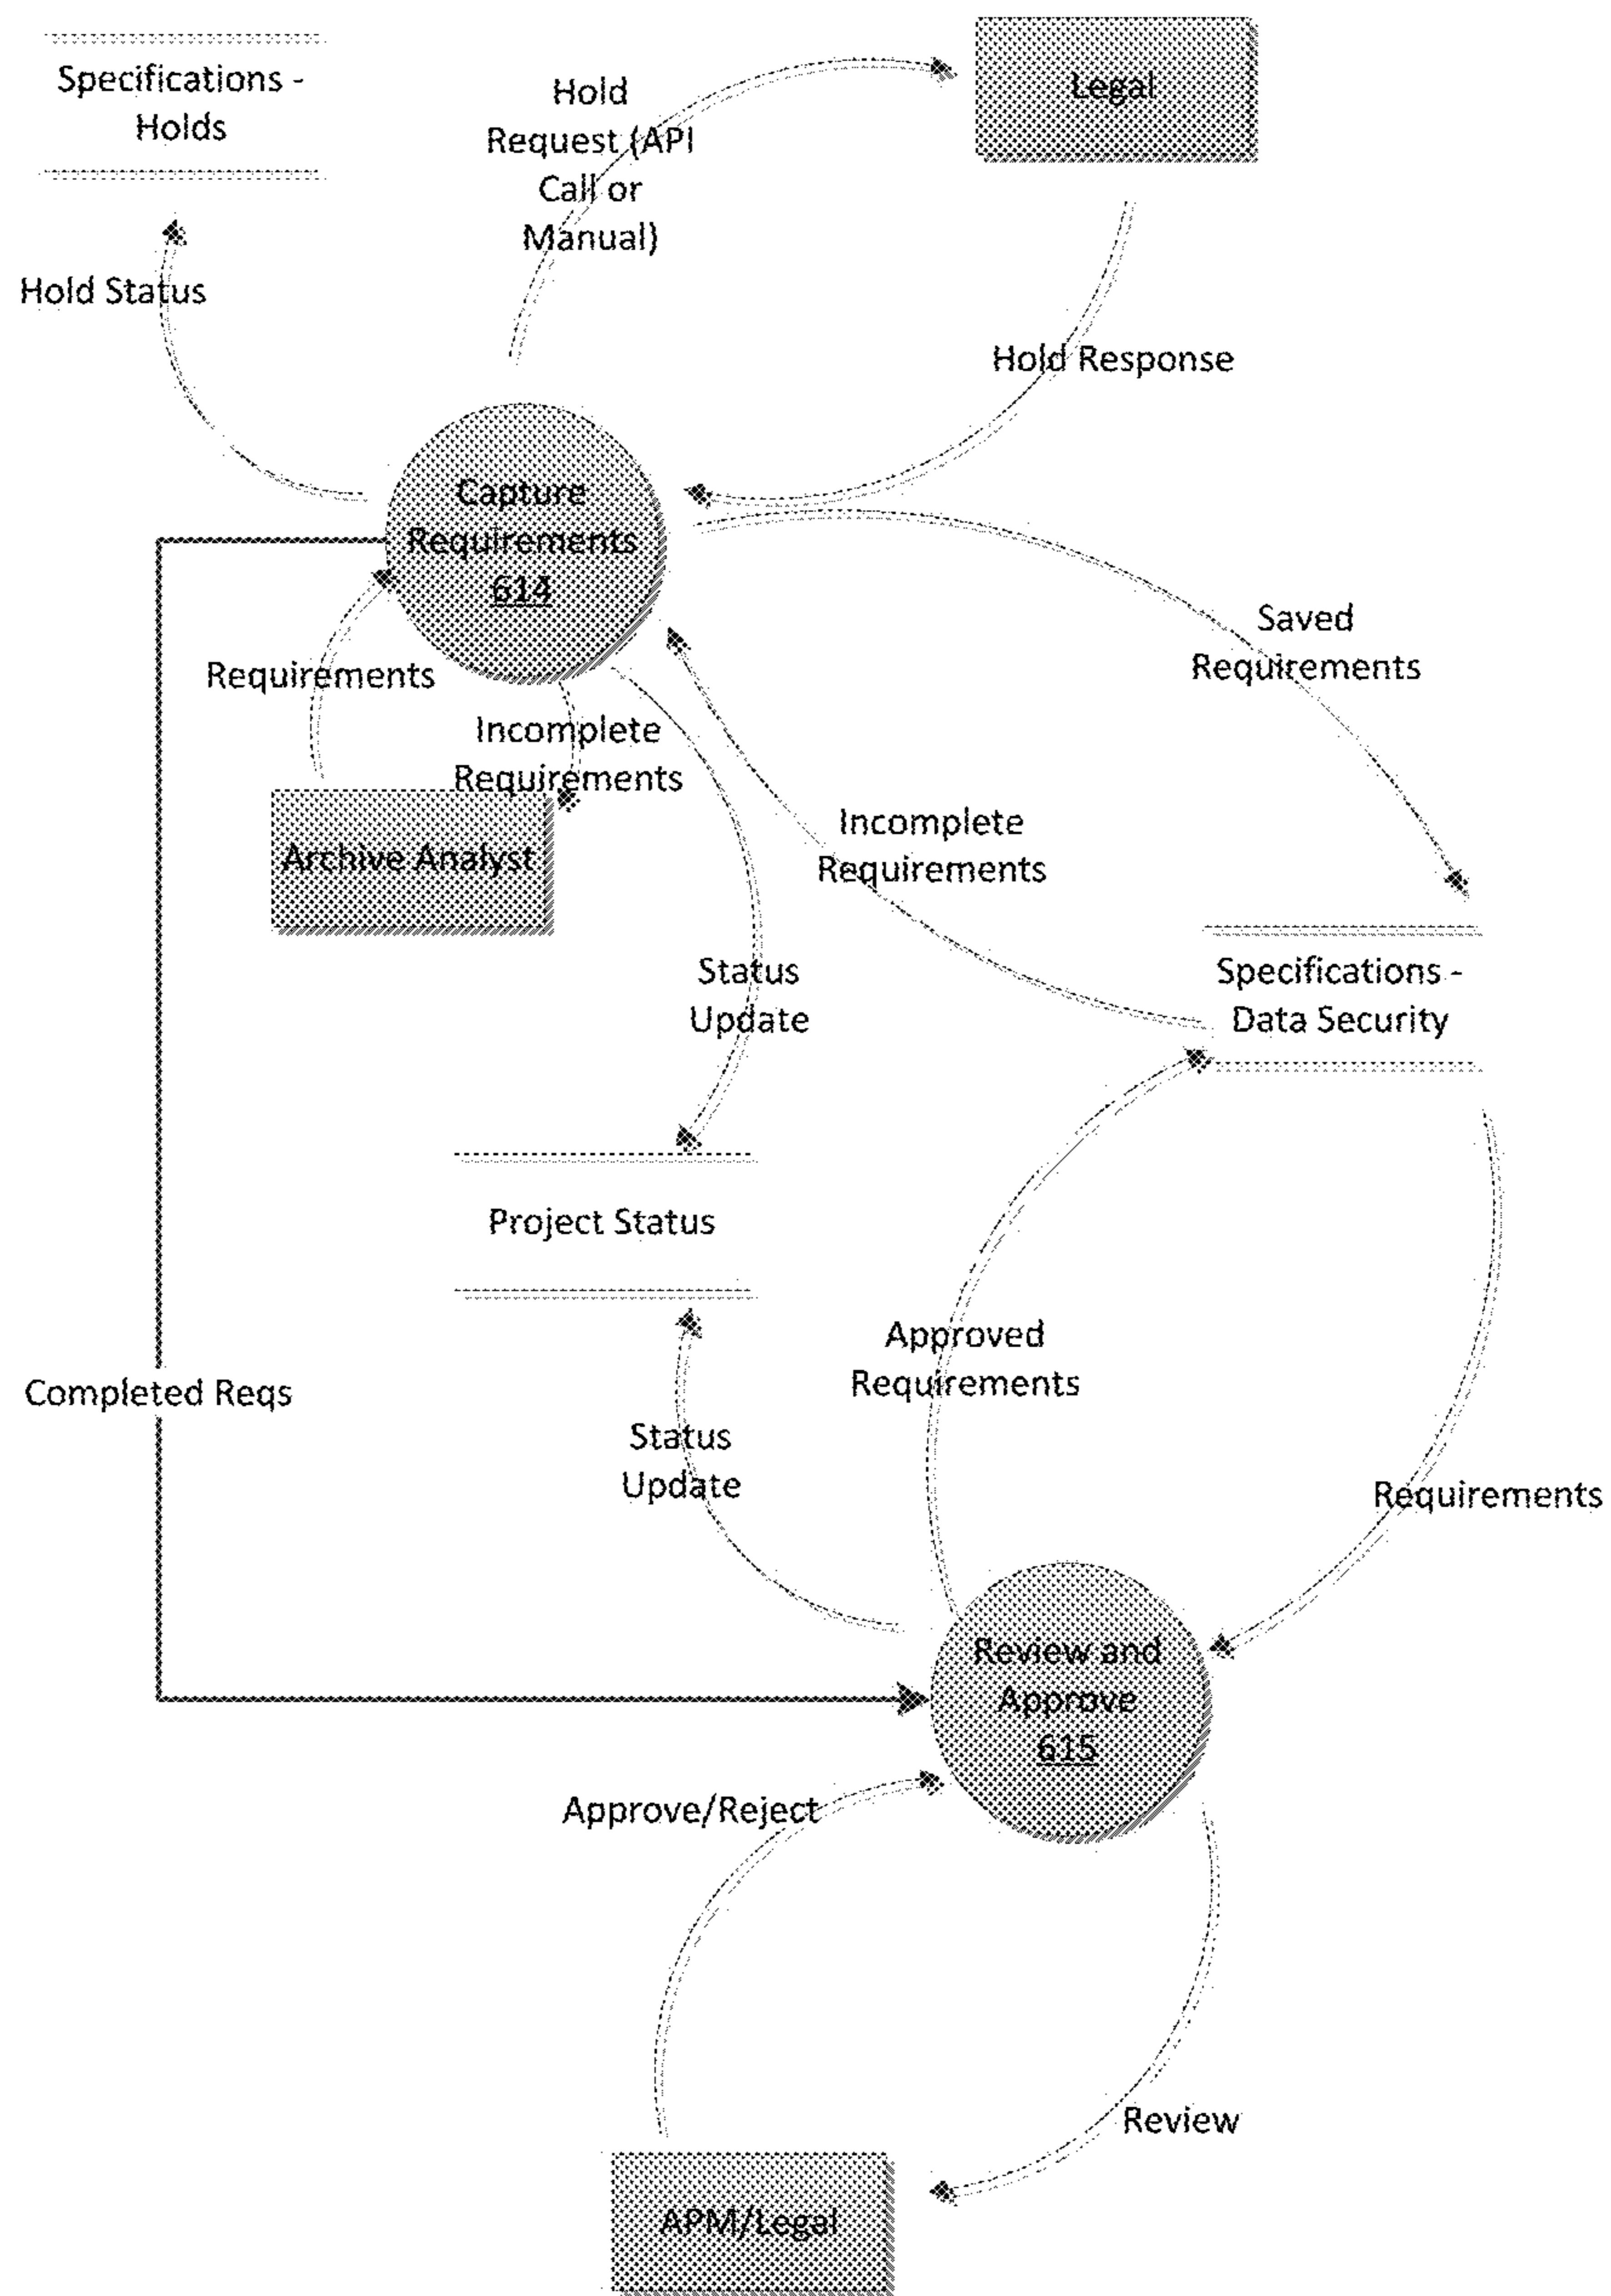 Specifications -
Holds
Hold
Request (API
Call or
Manual)
Legal
Hold Status
Hold Response
Capture
Requirements
614
Saved
Requirements
Requirements
Incomplete
Requirements
Archive Analyst
Incomplete
Requirements
Status
Update
Specifications -
Data Security
Project Status
Approved
Requirements
Completed Reqs
Status
Update
Requirements
Review and
Approve
615
Approve/Reject
Review
APM/Legal